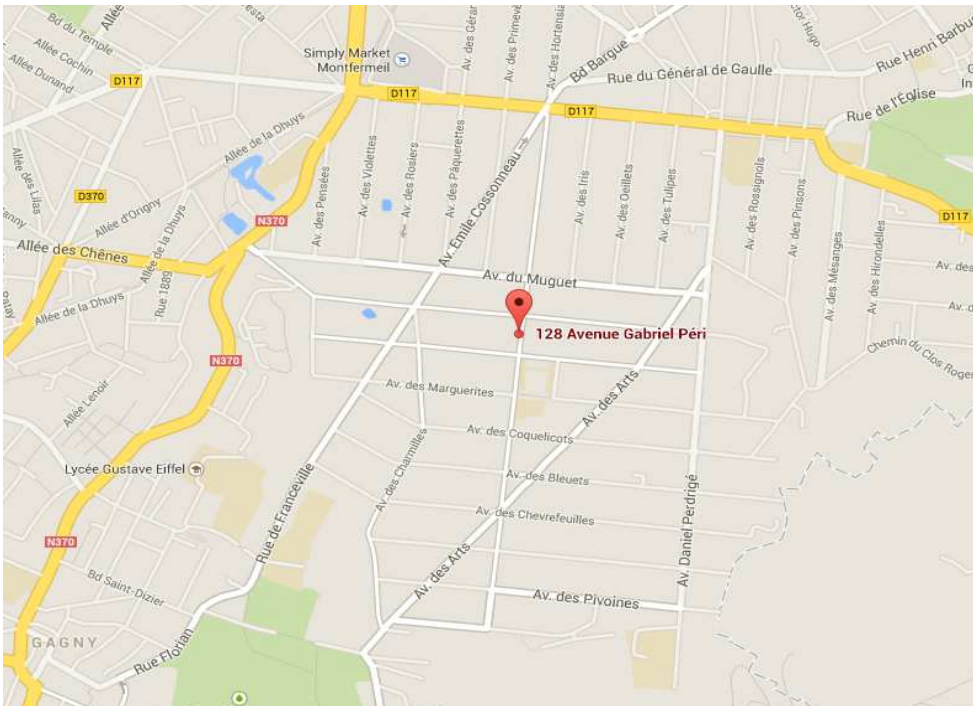 Bd du Temple
Allée Cochin
Allée Dunand
D117
Simply Market
Montfermeil
Av. des Primevè
Av. des Hortensia
Bd Bargue
Rue du Général de Gaulle
Rue Henri Barbu
tor Hugo
Rue de l'Église
D117
D117
D117
Allée de la Dhuys
Allée des Lilas
D370
Allée d'Origny
Allée de la Dhuys
N370
Av. des Pensées
Av. des Violettes
Av. des Rosiers
Av. des Pâquerettes
Av. Emile Cossonneau
Av. des Iris
Av. des Oeillets
Av. des Tulipes
Av. des Rossignols
Av. des Pinsons
Av. des Mésanges
Av. des Hirondelles
Av. des
Allée des Chênes
Allée de la Dhuys
Rue 1889
Av. du Muguet
128 Avenue Gabriel Péri
Chemin du Clos Roger
N370
Allée Lenoir
Av. des Marguerites
Av. des Arts
Av. des Coquelicots
Lycée Gustave Eiffel
Av. des Charmilles
Av. des Bleuets
Rue de Franceville
Av. des Chevrefeuilles
Av. Daniel Perdrigé
N370
Bd Saint-Dizier
Av. des Arts
Av. des Pivoines
GAGNY
Rue Florian